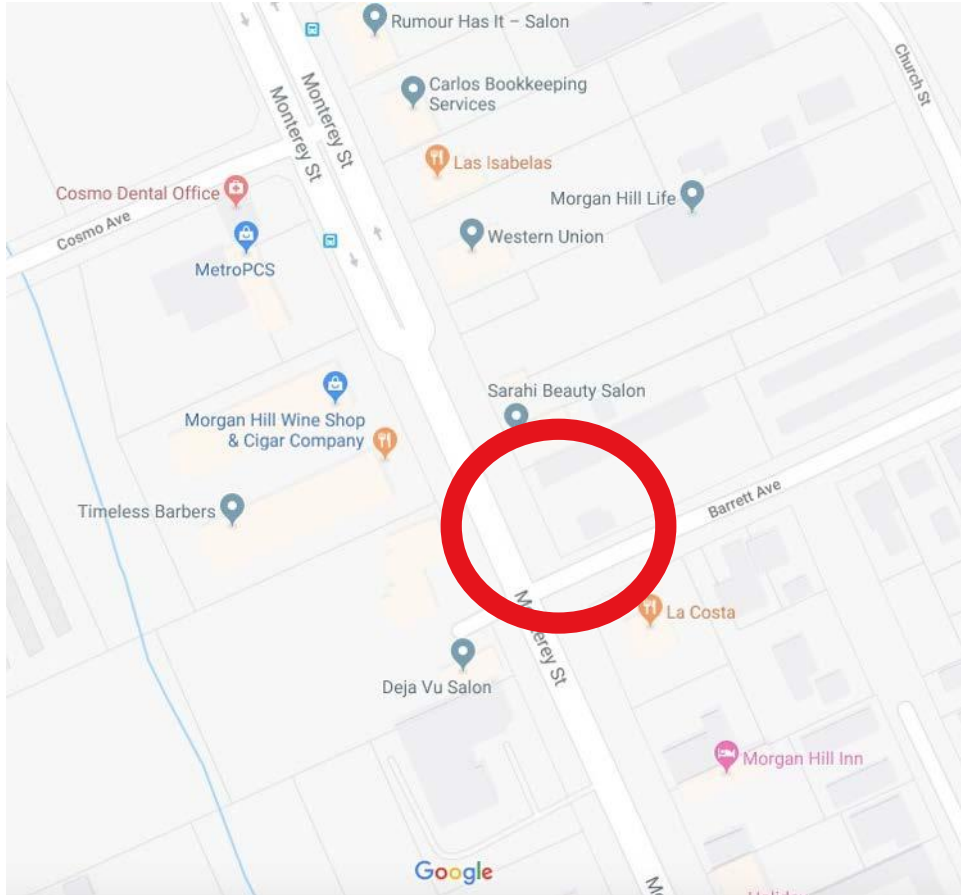 Rumour Has It – Salon
Church St
Monterey St
Monterey St
Carlos Bookkeeping
Services
Las Isabelas
Cosmo Dental Office
Morgan Hill Life
Cosmo Ave
Western Union
MetroPCS
Sarahi Beauty Salon
Morgan Hill Wine Shop
& Cigar Company
Timeless Barbers
Barrett Ave
Monterey St
La Costa
Deja Vu Salon
Morgan Hill Inn
Google